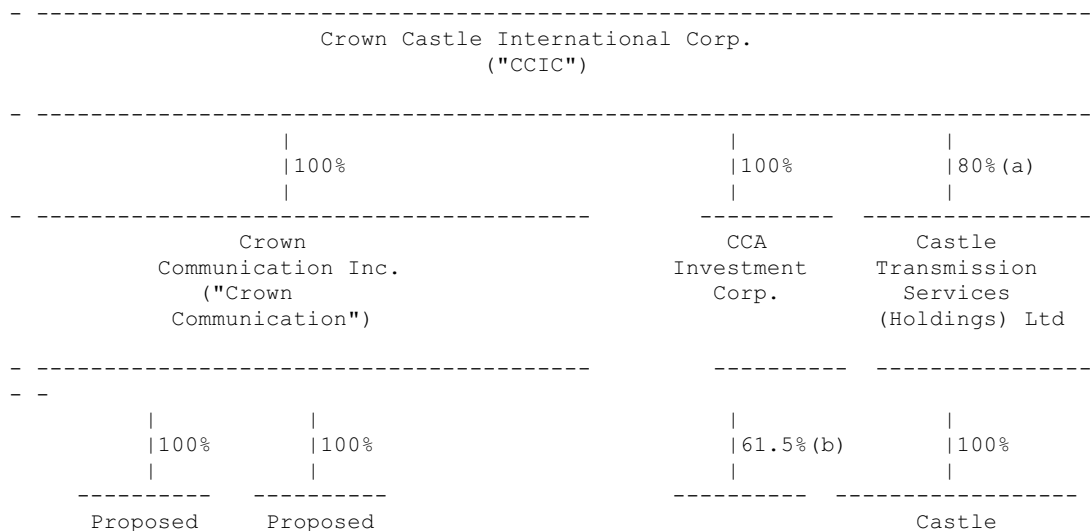 - ------------------------------------------------------------------------------
Crown Castle International Corp.
("CCIC")
- ------------------------------------------------------------------------------
| | |
|100% |100% |80%(a)
| | |
- ----------------------------------------- ---------- -----------------
Crown CCA Castle
Communication Inc. Investment Transmission
("Crown Corp. Services
Communication") (Holdings) Ltd
- ----------------------------------------- ---------- ----------------
- -
| | | |
|100% |100% |61.5%(b) |100%
| | | |
---------- ---------- ---------- ------------------
Proposed Proposed Castle